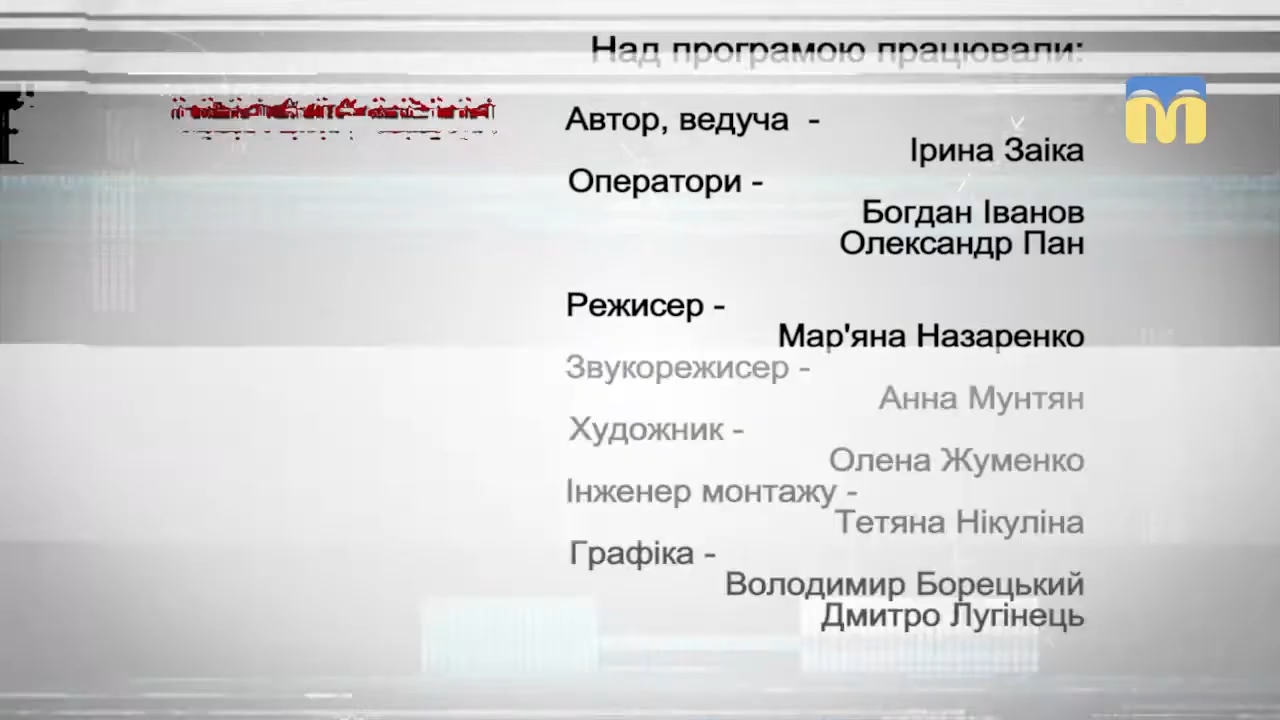 Над програмою працювали:
Автор, ведуча -
Ірина Заіка
Оператори -
Богдан Іванов
Олександр Пан
Режисер -
Мар'яна Назаренко
Звукорежисер -
Анна Мунтян
Художник -
Олена Жуменко
Інженер монтажу -
Тетяна Нікуліна
Графіка -
Володимир Борецький
Дмитро Лугінець